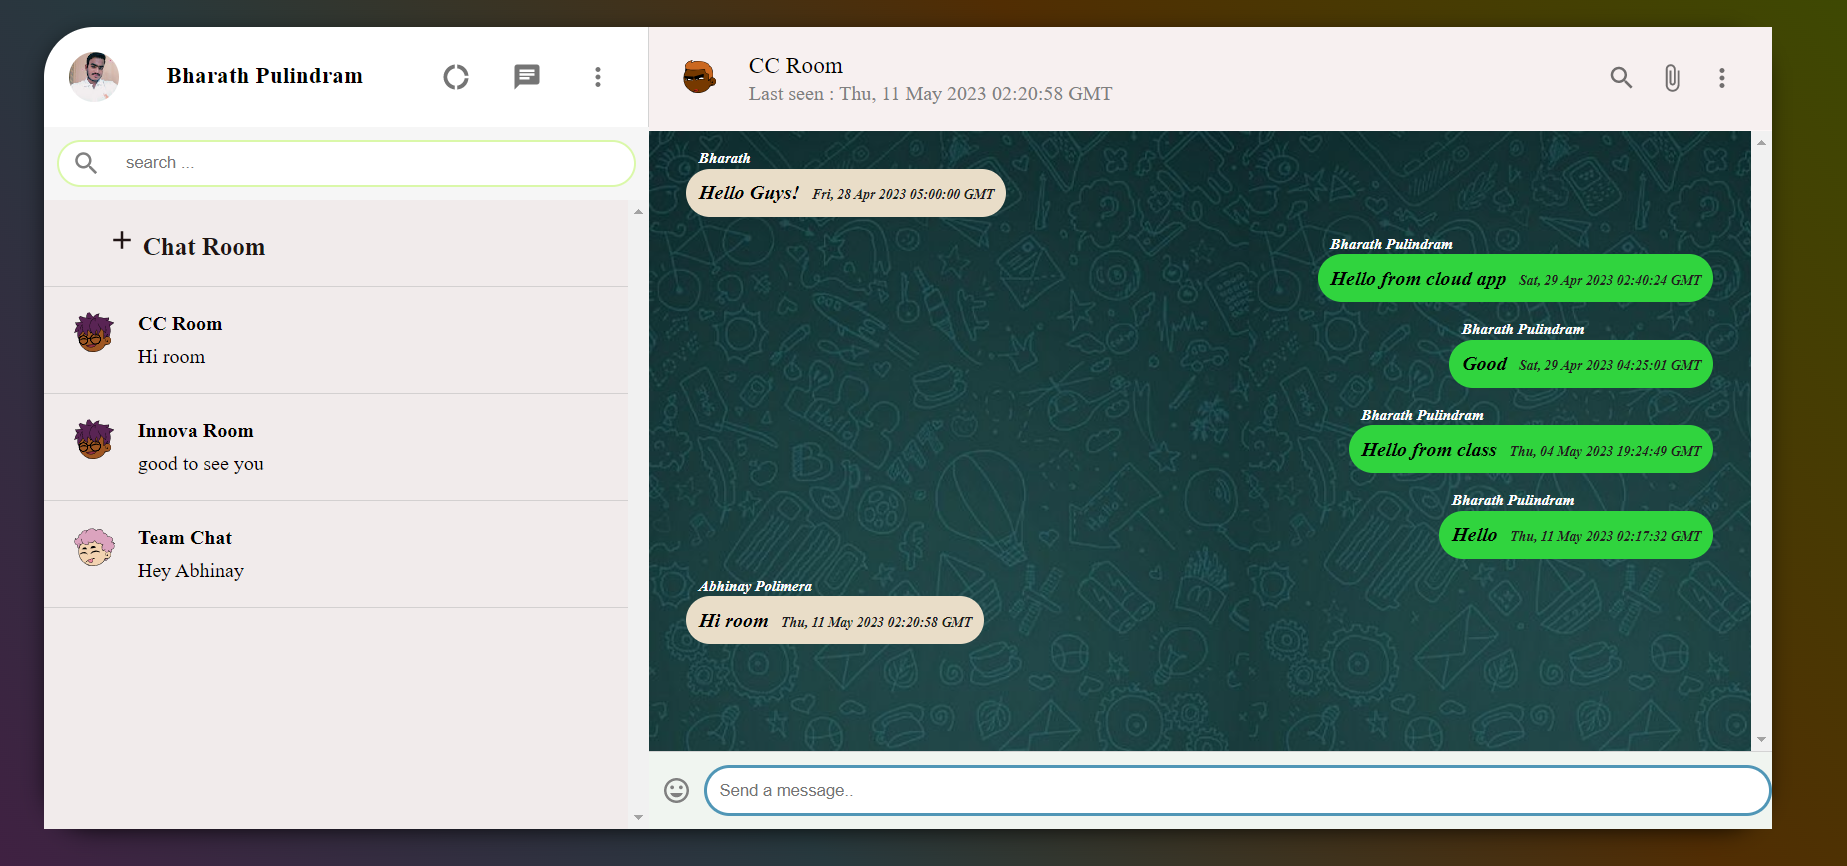 Bharath Pulindram
search ...
+ Chat Room
CC Room
Hi room
Innova Room
good to see you
Team Chat
Hey Abhinay
CC Room
Last seen : Thu, 11 May 2023 02:20:58 GMT
Bharath
Hello Guys! Fri, 28 Apr 2023 05:00:00 GMT
Bharath Pulindram
Hello from cloud app Sat, 29 Apr 2023 02:40:24 GMT
Bharath Pulindram
Good Sat, 29 Apr 2023 04:25:01 GMT
Bharath Pulindram
Hello from class Thu, 04 May 2023 19:24:49 GMT
Bharath Pulindram
Hello Thu, 11 May 2023 02:17:32 GMT
Abhinay Polimera
Hi room Thu, 11 May 2023 02:20:58 GMT
Send a message..